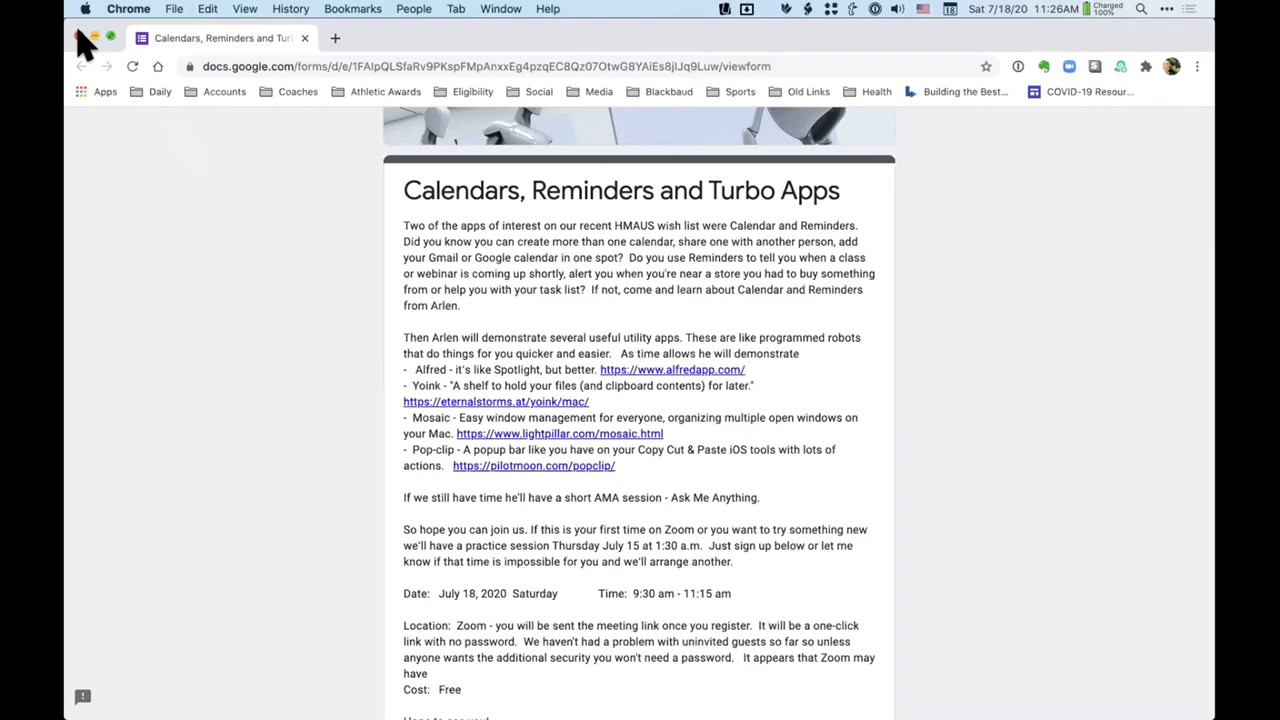 Chrome File Edit View History Bookmarks People Tab Window Help
18
Sat 7/18/20 11:26AM
Charged
100%
Calendars, Reminders and Tur
docs.google.com/forms/d/e/1FAIpQLSfaRv9PKspFMpAnxxEg4pzqEC8Qz07OtwG8YAiEs8jIJq9Luw/viewform
Apps Daily Accounts Coaches Athletic Awards Eligibility Social Media Blackbaud Sports Old Links Health Building the Best... COVID-19 Resour...
Calendars, Reminders and Turbo Apps
Two of the apps of interest on our recent HMAUS wish list were Calendar and Reminders.
Did you know you can create more than one calendar, share one with another person, add
your Gmail or Google calendar in one spot? Do you use Reminders to tell you when a class
or webinar is coming up shortly, alert you when you're near a store you had to buy something
from or help you with your task list? If not, come and learn about Calendar and Reminders
from Arlen.
Then Arlen will demonstrate several useful utility apps. These are like programmed robots
that do things for you quicker and easier. As time allows he will demonstrate
- Alfred - it's like Spotlight, but better. https://www.alfredapp.com/
- Yoink - "A shelf to hold your files (and clipboard contents) for later."
https://eternalstorms.at/yoink/mac/
- Mosaic - Easy window management for everyone, organizing multiple open windows on
your Mac. https://www.lightpillar.com/mosaic.html
- Pop-clip - A popup bar like you have on your Copy Cut & Paste iOS tools with lots of
actions. https://pilotmoon.com/popclip/
If we still have time he'll have a short AMA session - Ask Me Anything.
So hope you can join us. If this is your first time on Zoom or you want to try something new
we'll have a practice session Thursday July 15 at 1:30 a.m. Just sign up below or let me
know if that time is impossible for you and we'll arrange another.
Date: July 18, 2020 Saturday Time: 9:30 am - 11:15 am
Location: Zoom - you will be sent the meeting link once you register. It will be a one-click
link with no password. We haven't had a problem with uninvited guests so far so unless
anyone wants the additional security you won't need a password. It appears that Zoom may
have
Cost: Free
Hope to see you!